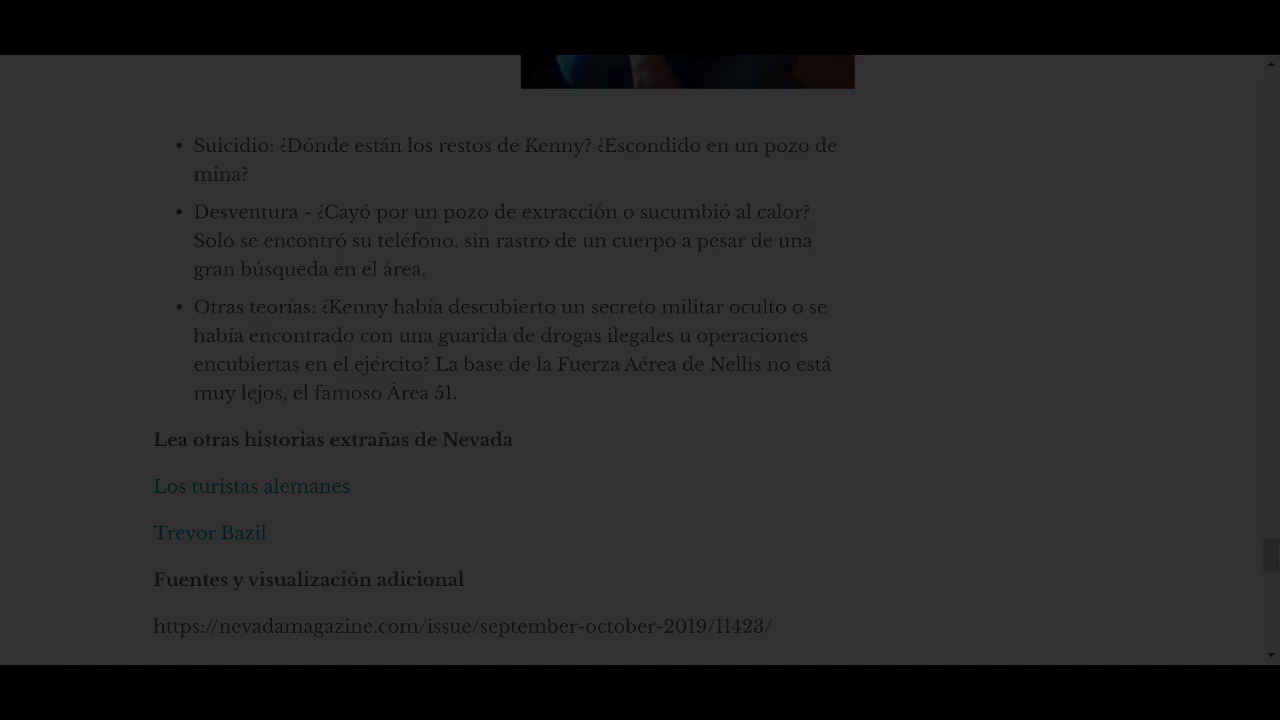 • Suicidio: ¿Dónde están los restos de Kenny? ¿Escondido en un pozo de
mina?
• Desventura - ¿Cayó por un pozo de extracción o sucumbió al calor?
Solo se encontró su teléfono, sin rastro de un cuerpo a pesar de una
gran búsqueda en el área.
• Otras teorías: ¿Kenny había descubierto un secreto militar oculto o se
había encontrado con una guarida de drogas ilegales u operaciones
encubiertas en el ejército? La base de la Fuerza Aérea de Nellis no está
muy lejos, el famoso Área 51.
Lea otras historias extrañas de Nevada
Los turistas alemanes
Trevor Bazil
Fuentes y visualización adicional
https://nevadamagazine.com/issue/september-october-2019/11423/